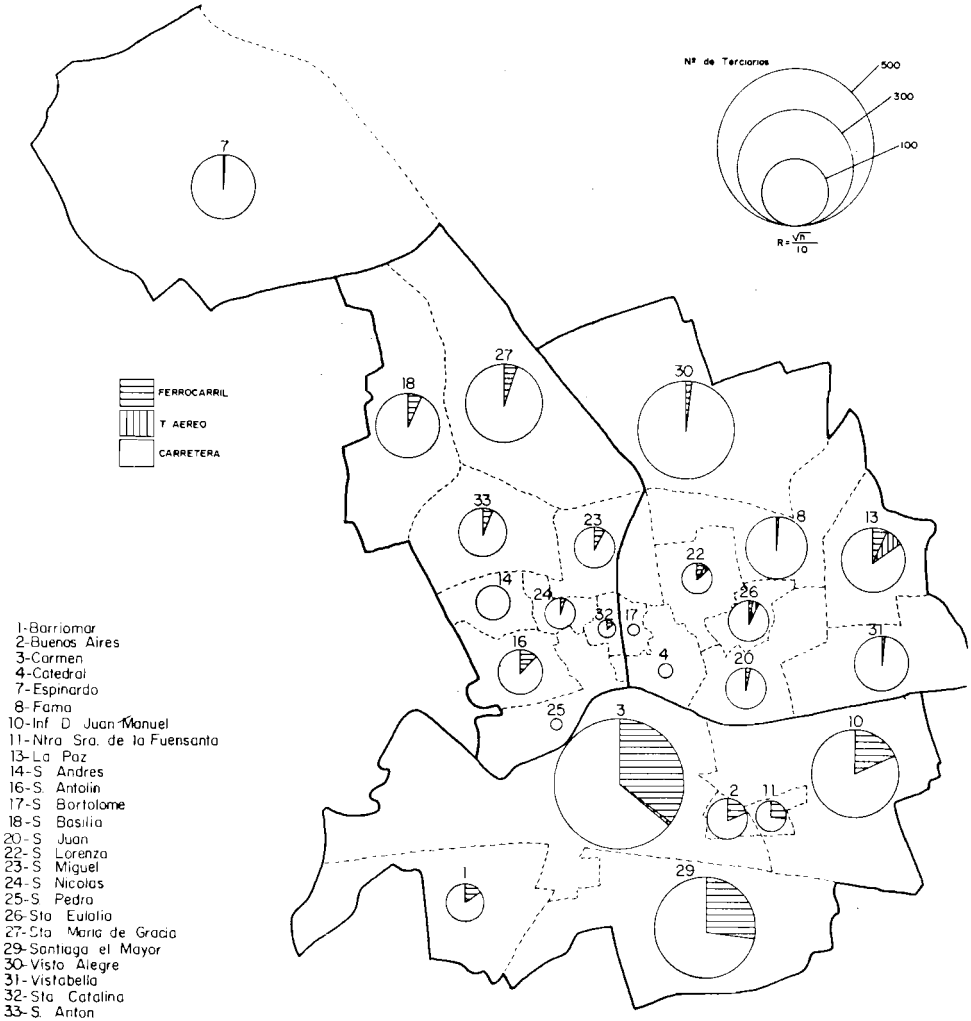 Nº de Terciarios
500
300
100
R = √n / 10
7
27
18
30
FERROCARRIL
T AEREO
CARRETERA
33
23
8
13
22
14
24
32
17
26
16
4
20
31
25
3
10
2
11
1
29
1-Barriomar
2-Buenos Aires
3-Carmen
4-Catedral
7-Espinardo
8-Fama
10-Inf D Juan Manuel
11-Ntra Sra. de la Fuensanta
13-La Paz
14-S Andres
16-S. Antolin
17-S Bortolome
18-S Basilio
20-S Juan
22-S Lorenzo
23-S Miguel
24-S Nicolas
25-S Pedro
26-Sta Eulalia
27-Sta Maria de Gracia
29-Santiago el Mayor
30-Visto Alegre
31-Vistabella
32-Sta Catalina
33-S. Anton